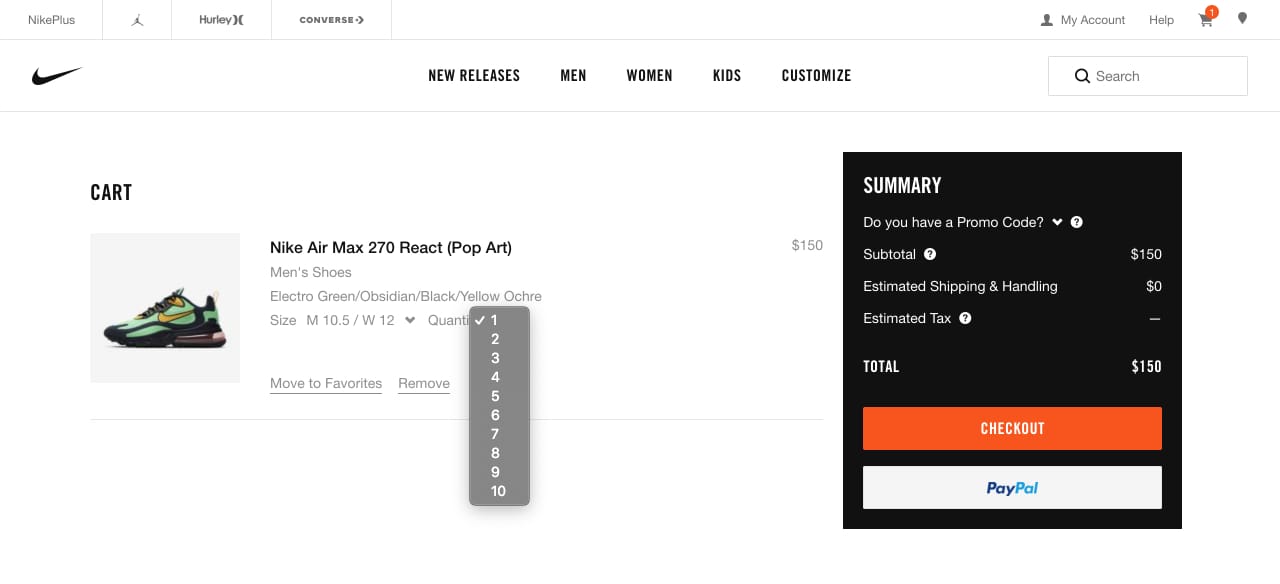 NikePlus
Hurley
CONVERSE
My Account
Help
1
NEW RELEASES
MEN
WOMEN
KIDS
CUSTOMIZE
Search
CART
Nike Air Max 270 React (Pop Art)
$150
Men's Shoes
Electro Green/Obsidian/Black/Yellow Ochre
Size M 10.5 / W 12
Quanti
✓ 1
2
3
4
5
6
7
8
9
10
Move to Favorites
Remove
SUMMARY
Do you have a Promo Code? ?
Subtotal ? $150
Estimated Shipping & Handling $0
Estimated Tax ? —
TOTAL $150
CHECKOUT
PayPal